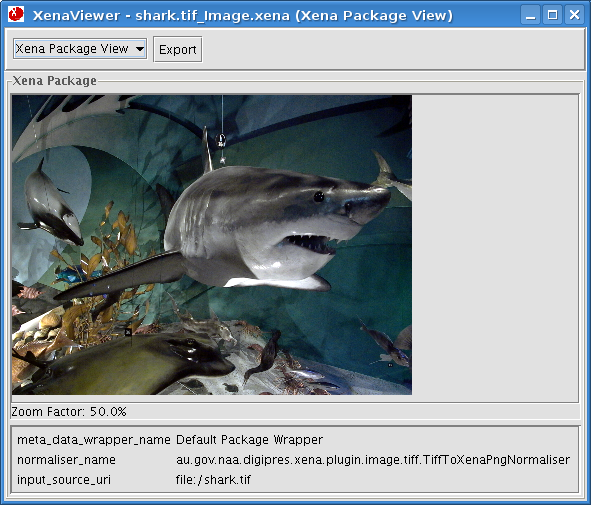 XenaViewer - shark.tif_Image.xena (Xena Package View)
Xena Package View Export
Xena Package
Zoom Factor: 50.0%
meta_data_wrapper_name Default Package Wrapper
normaliser_name au.gov.naa.digipres.xena.plugin.image.tiff.TiffToXenaPngNormaliser
input_source_uri file:/shark.tif